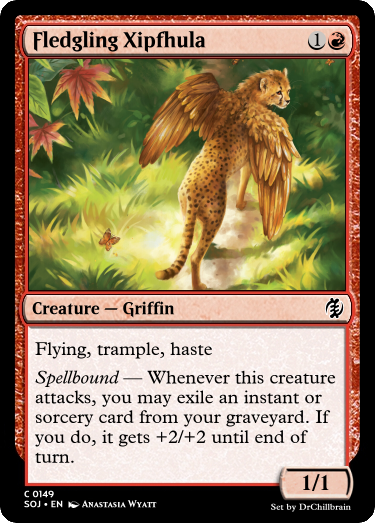 Fledgling Xipfhula
1
Creature — Griffin
Flying, trample, haste
Spellbound — Whenever this creature
attacks, you may exile an instant or
sorcery card from your graveyard. If
you do, it gets +2/+2 until end of
turn.
1/1
C 0149
SOJ • EN Anastasia Wyatt
Set by DrChillbrain